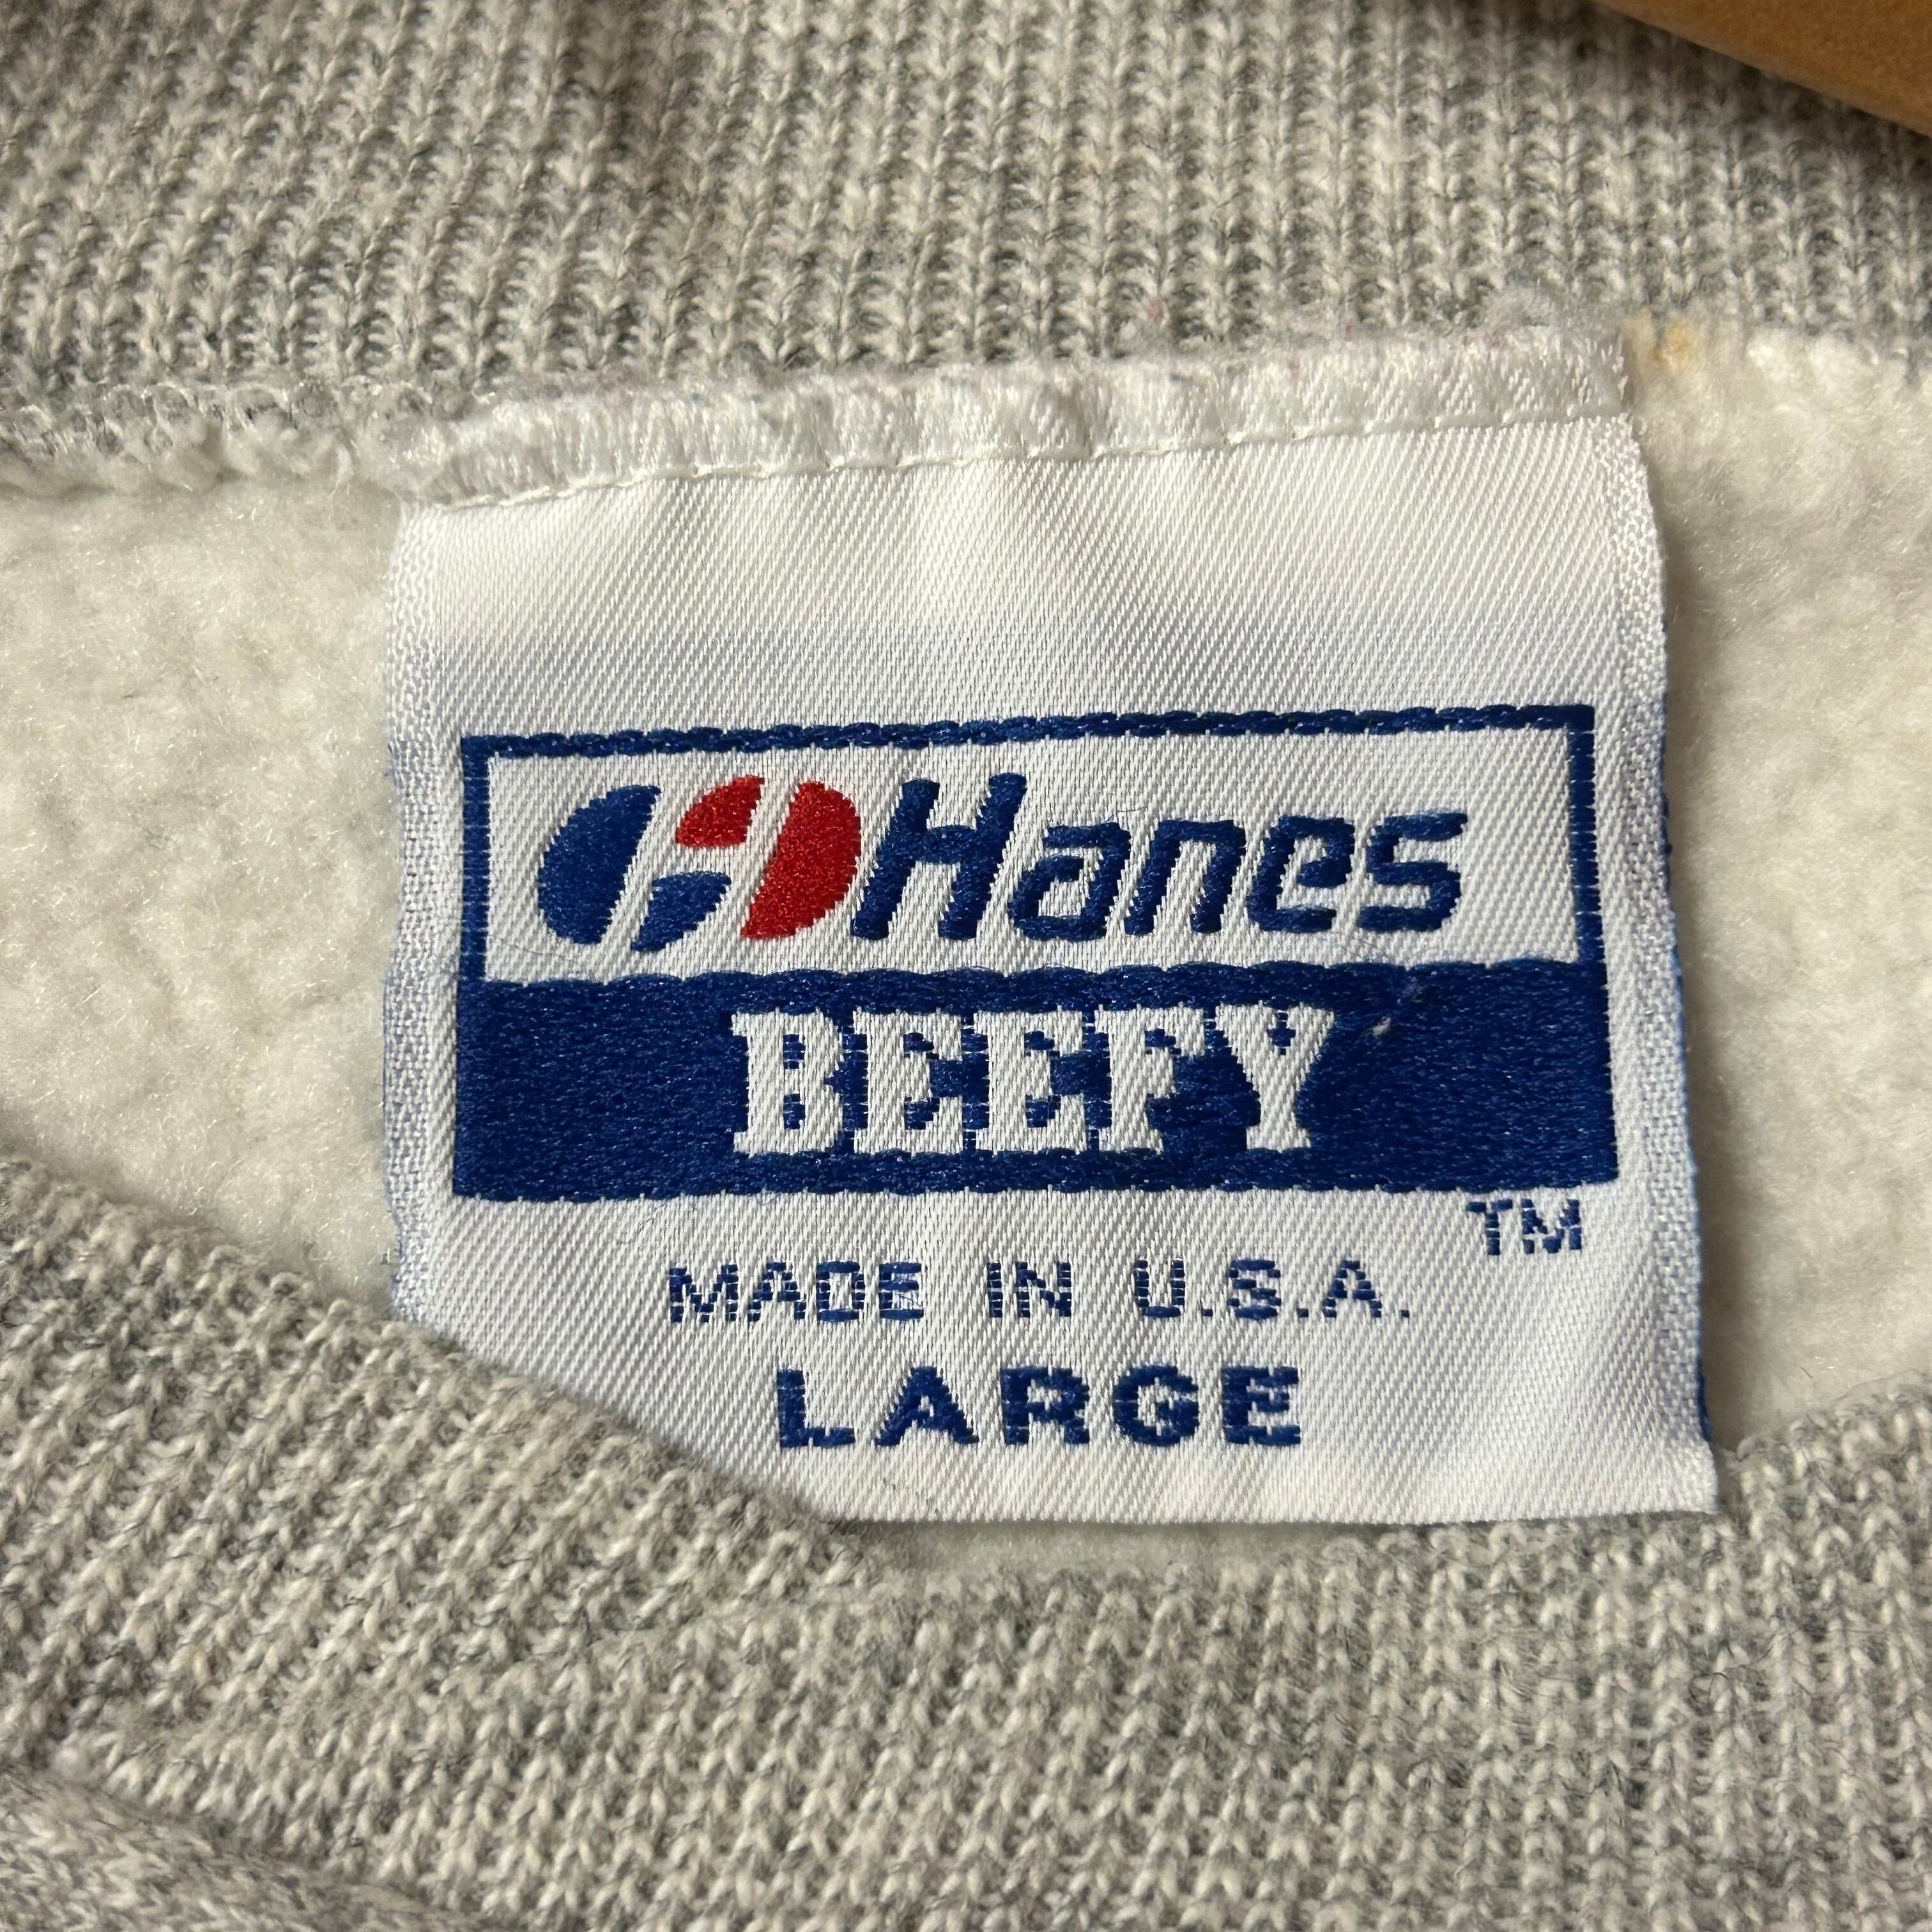 Hanes
BEEFY
TM
MADE IN U.S.A.
LARGE